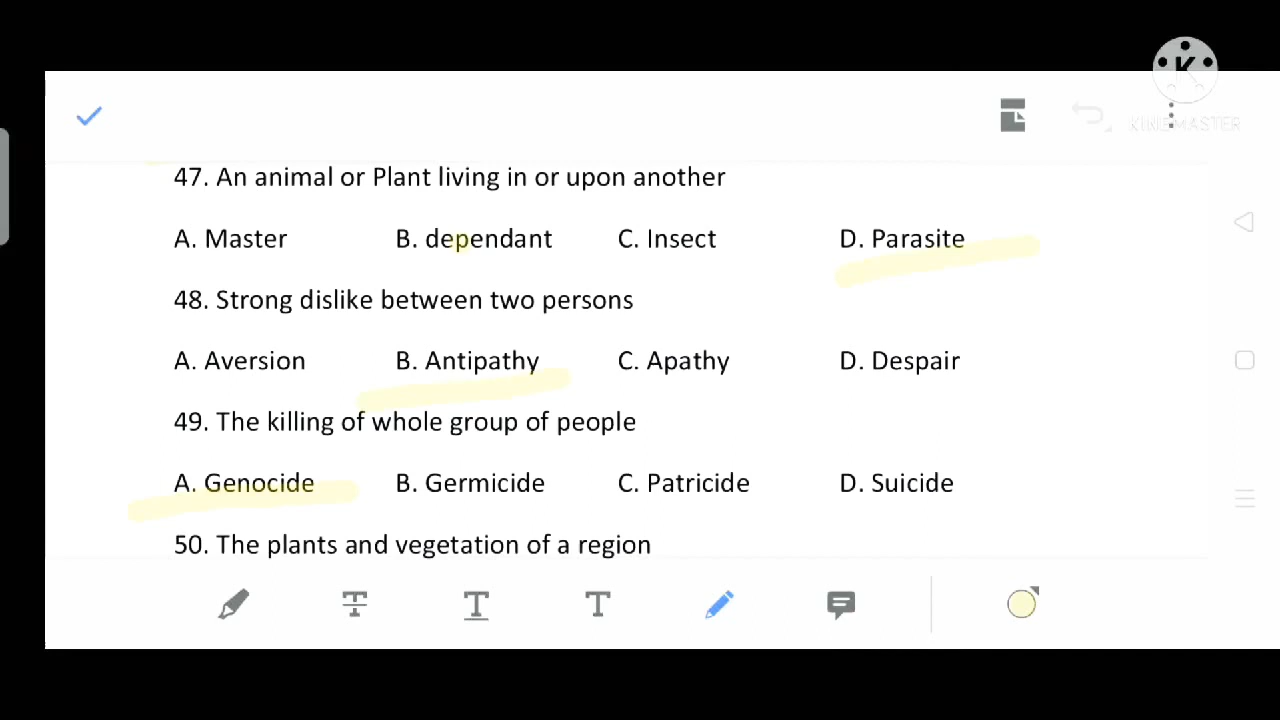 K
KINEMASTER
47. An animal or Plant living in or upon another
A. Master B. dependant C. Insect D. Parasite
48. Strong dislike between two persons
A. Aversion B. Antipathy C. Apathy D. Despair
49. The killing of whole group of people
A. Genocide B. Germicide C. Patricide D. Suicide
50. The plants and vegetation of a region
T T T